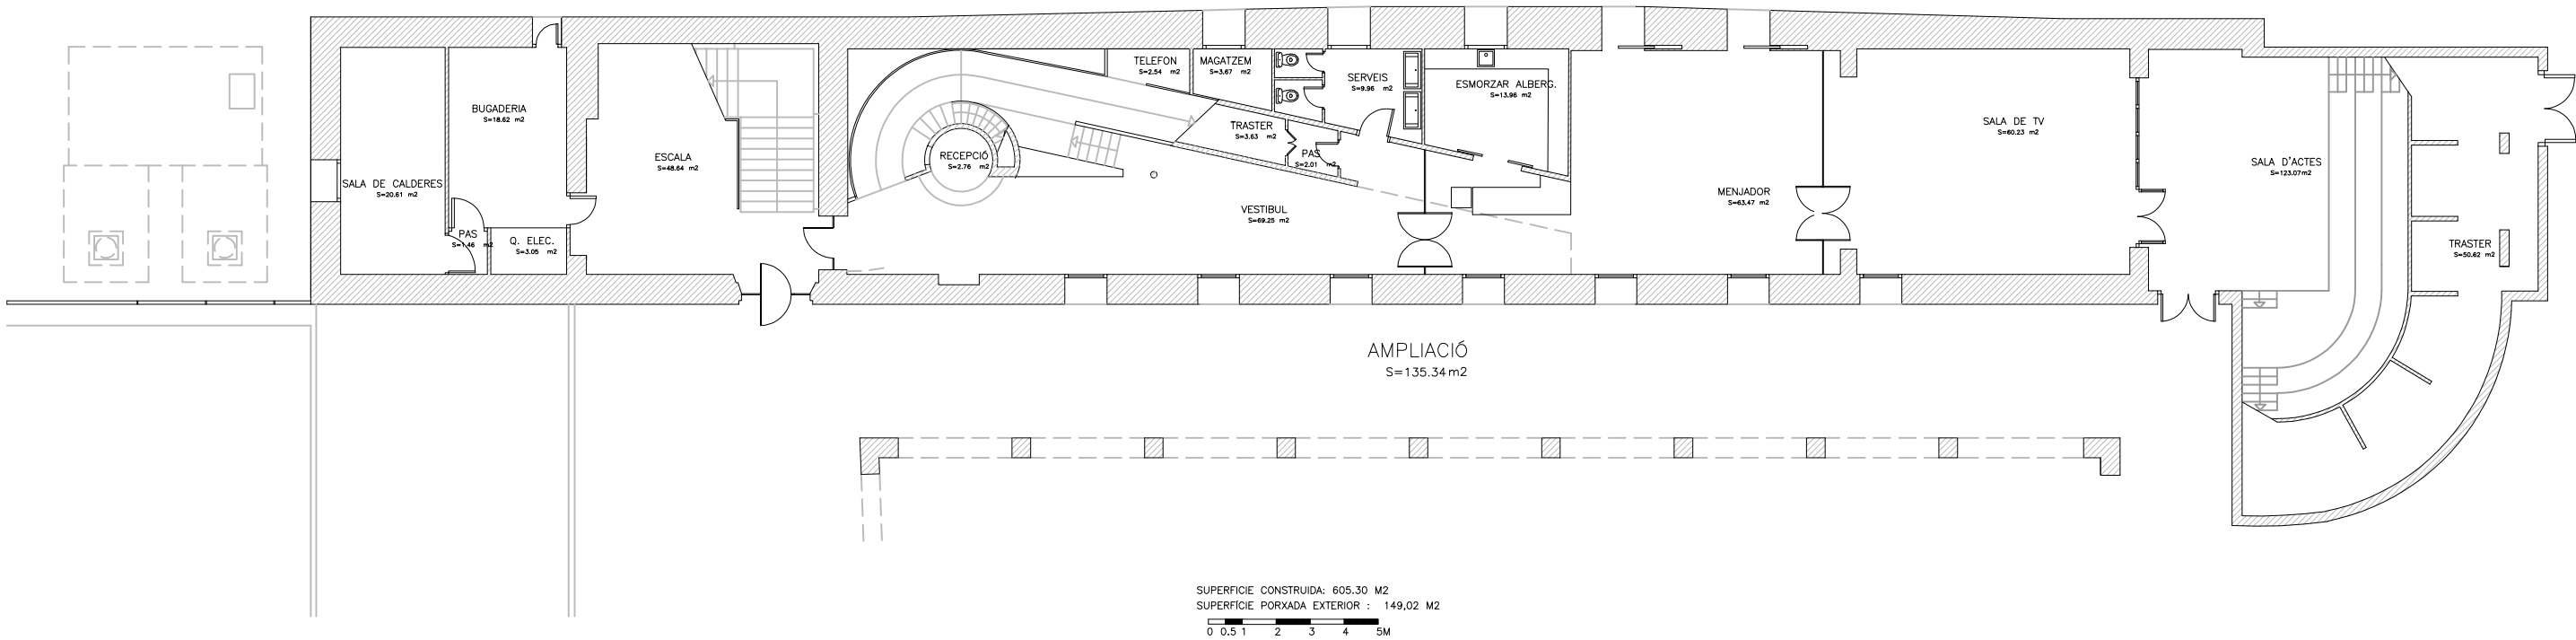 TELEFON
S=2.54 m2
MAGATZEM
S=3.67 m2
SERVEIS
S=9.96 m2
ESMORZAR ALBERG.
S=13.96 m2
BUGADERIA
S=18.62 m2
TRASTER
S=3.63 m2
SALA DE TV
S=60.23 m2
ESCALA
S=48.64 m2
RECEPCIÓ
S=2.76 m2
PAS
S=2.01 m2
SALA D'ACTES
S=123.07m2
SALA DE CALDERES
S=20.61 m2
MENJADOR
S=63.47 m2
VESTIBUL
S=69.25 m2
PAS
S=1.46 m2
Q. ELEC.
S=3.05 m2
TRASTER
S=50.62 m2
AMPLIACIÓ
S=135.34m2
SUPERFICIE CONSTRUIDA: 605.30 M2
SUPERFÍCIE PORXADA EXTERIOR : 149,02 M2
0 0.5 1 2 3 4 5M